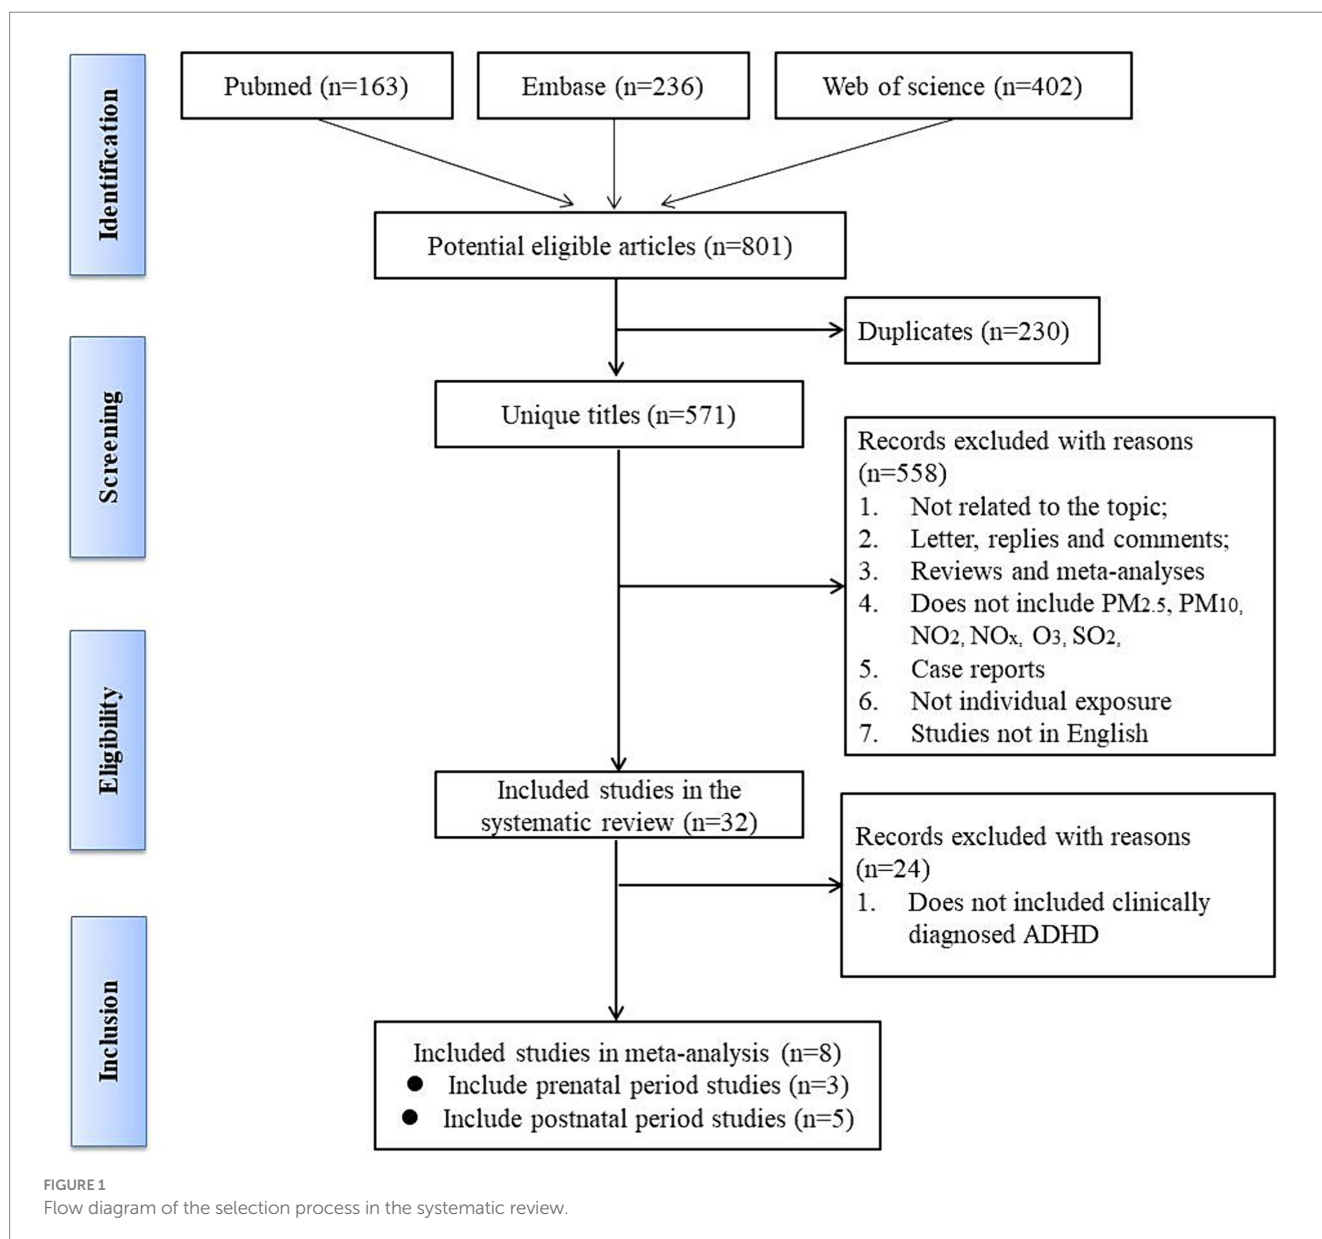 Identification
Pubmed (n=163)
Embase (n=236)
Web of science (n=402)
Potential eligible articles (n=801)
Duplicates (n=230)
Screening
Unique titles (n=571)
Records excluded with reasons
(n=558)
1. Not related to the topic;
2. Letter, replies and comments;
3. Reviews and meta-analyses
4. Does not include PM2.5, PM10,
NO2, NOx, O3, SO2,
5. Case reports
6. Not individual exposure
7. Studies not in English
Eligibility
Included studies in the
systematic review (n=32)
Records excluded with reasons
(n=24)
1. Does not included clinically
diagnosed ADHD
Inclusion
Included studies in meta-analysis (n=8)
● Include prenatal period studies (n=3)
● Include postnatal period studies (n=5)
FIGURE 1
Flow diagram of the selection process in the systematic review.